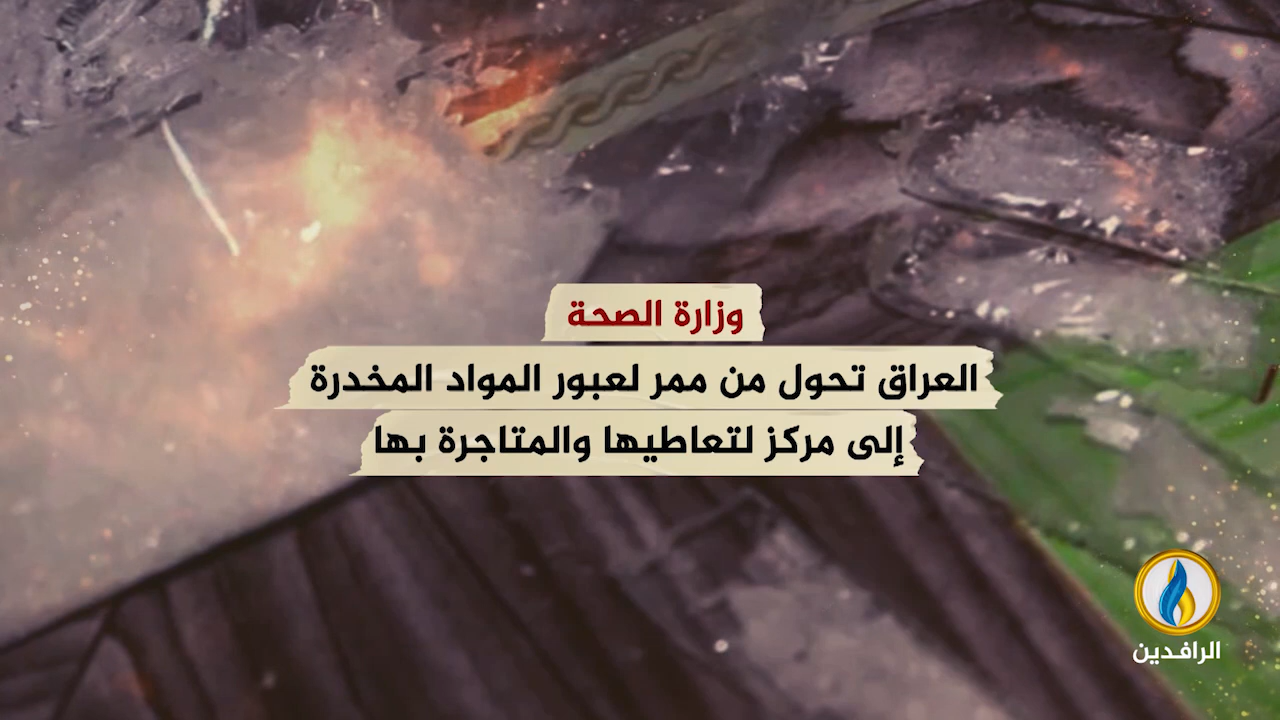 وزارة الصحة
العراق تحول من ممر لعبور المواد المخدرة
إلى مركز لتعاطيها والمتاجرة بها
الرافدين